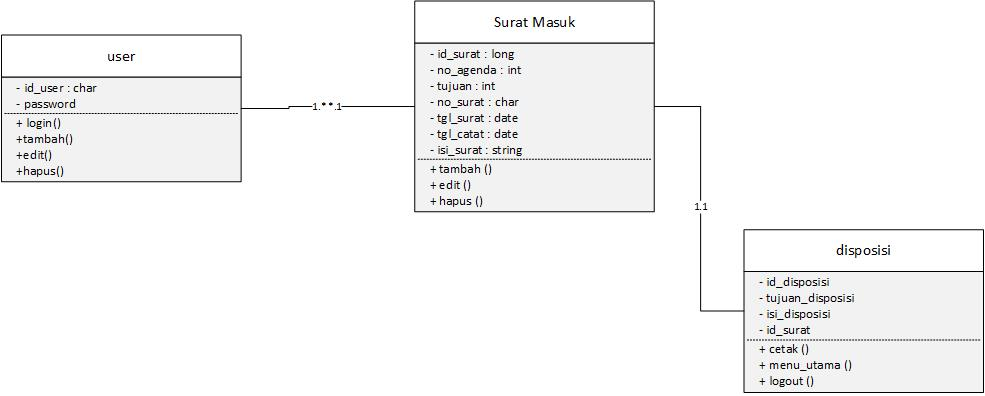 user
- id_user : char
- password
+ login()
+tambah()
+edit()
+hapus()
1.**.1
Surat Masuk
- id_surat : long
- no_agenda : int
- tujuan : int
- no_surat : char
- tgl_surat : date
- tgl_catat : date
- isi_surat : string
+ tambah ()
+ edit ()
+ hapus ()
1.1
disposisi
- id_disposisi
- tujuan_disposisi
- isi_disposisi
- id_surat
+ cetak ()
+ menu_utama ()
+ logout ()